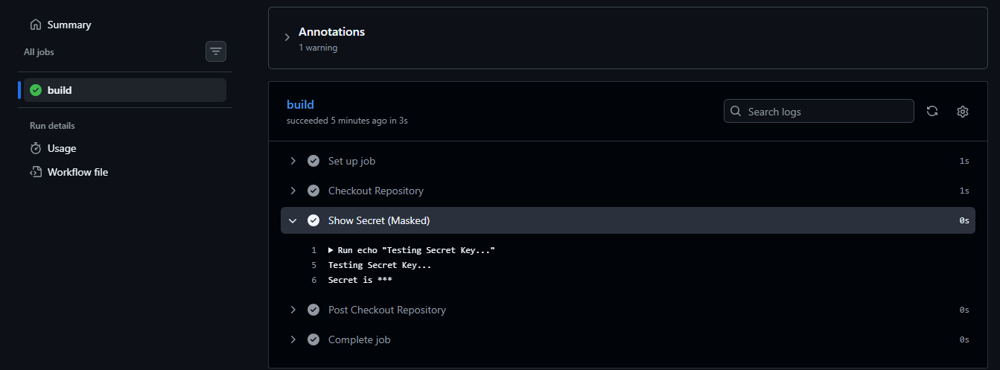 Summary
All jobs
build
Run details
Usage
Workflow file
Annotations
1 warning
build
succeeded 5 minutes ago in 3s
Search logs
Set up job 1s
Checkout Repository 1s
Show Secret (Masked) 0s
1 Run echo "Testing Secret Key..."
5 Testing Secret Key...
6 Secret is ***
Post Checkout Repository 0s
Complete job 0s